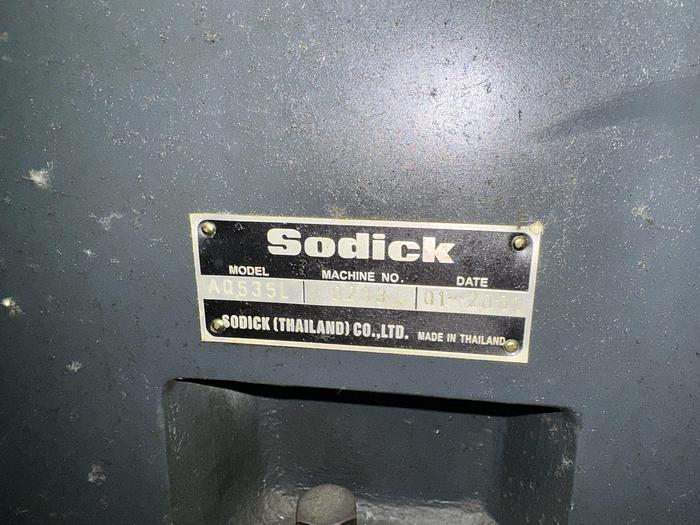 Sodick
MODEL MACHINE NO. DATE
AQ535L
SODICK (THAILAND) CO.,LTD. MADE IN THAILAND